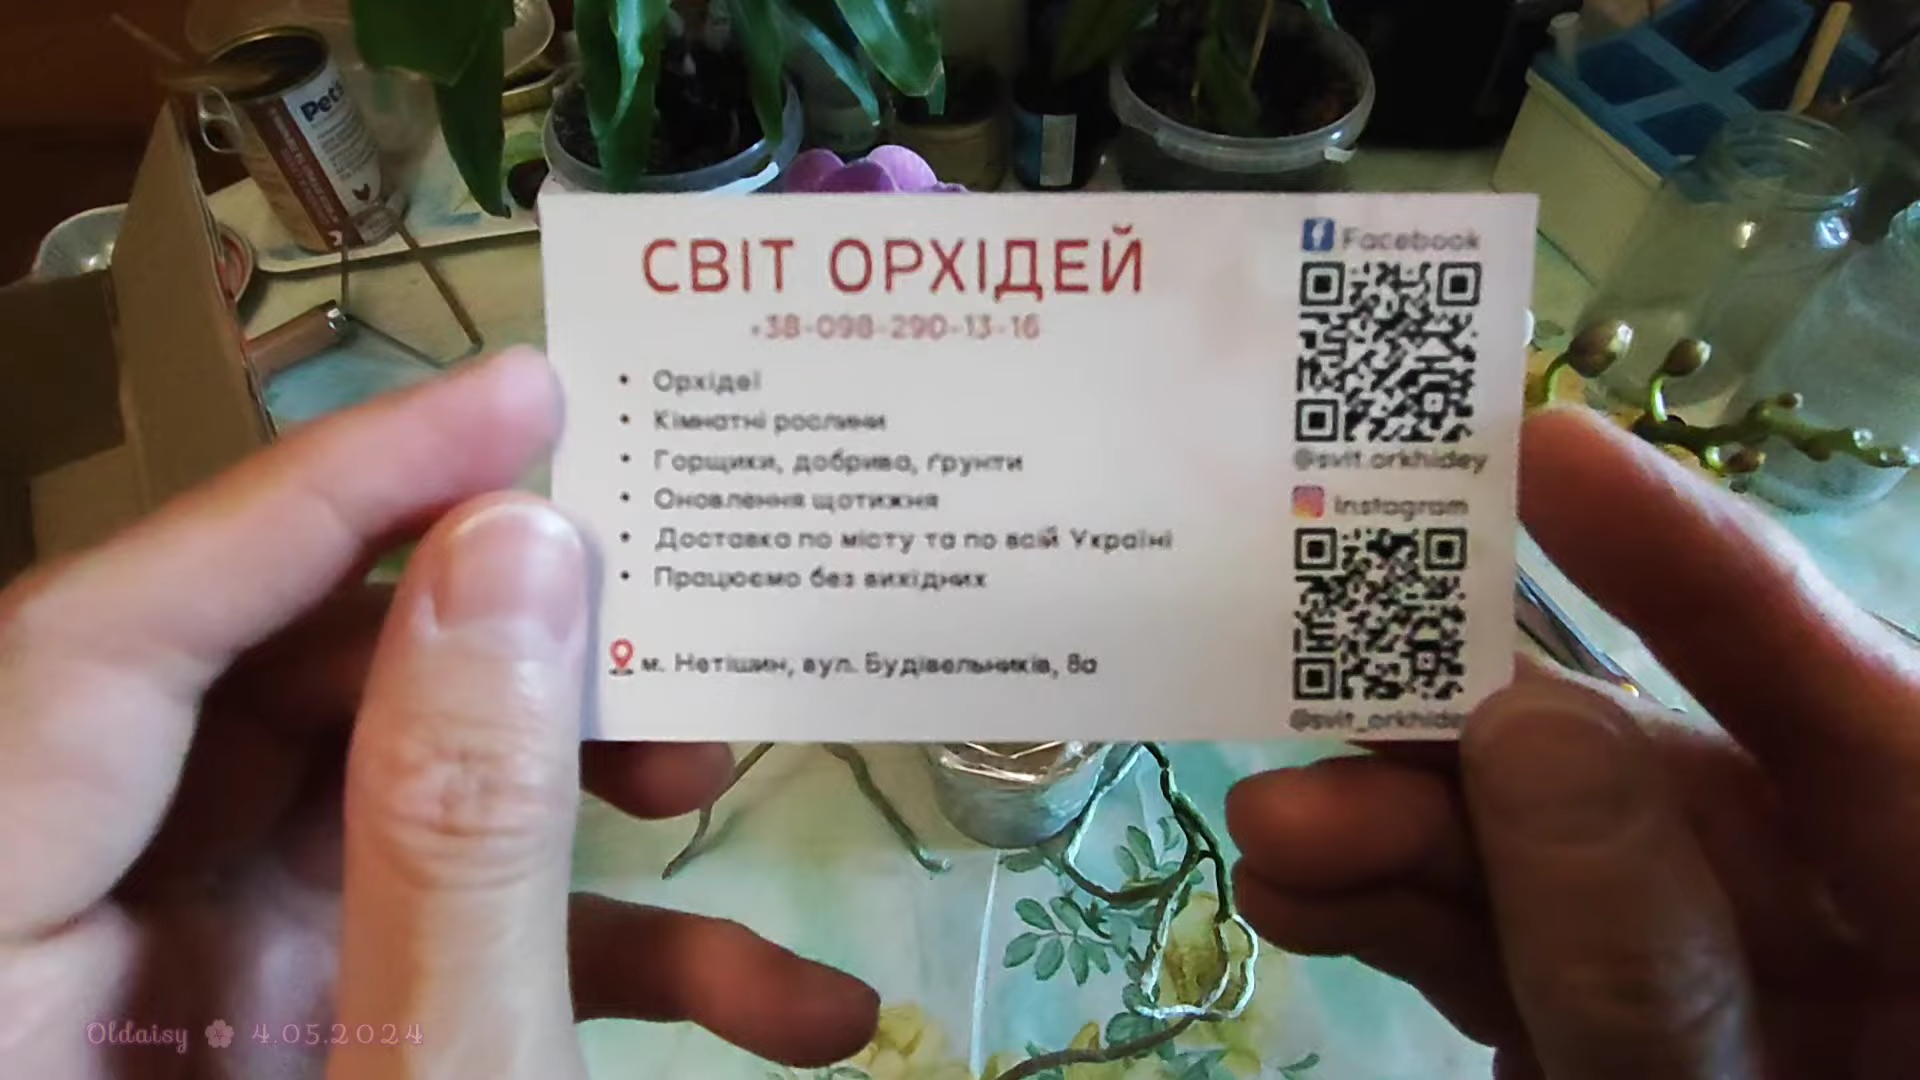 Pet's
СВІТ ОРХІДЕЙ
+38-098-290-13-16
• Орхідеї
• Кімнатні рослини
• Горщики, добрива, ґрунти
• Оновлення щотижня
• Доставка по місту та по всій Україні
• Працюємо без вихідних
м. Нетішин, вул. Будівельників, 8а
Facebook
@svit.orkhidey
Instagram
@svit_orkhidey
Oldaisy 4.05.2024